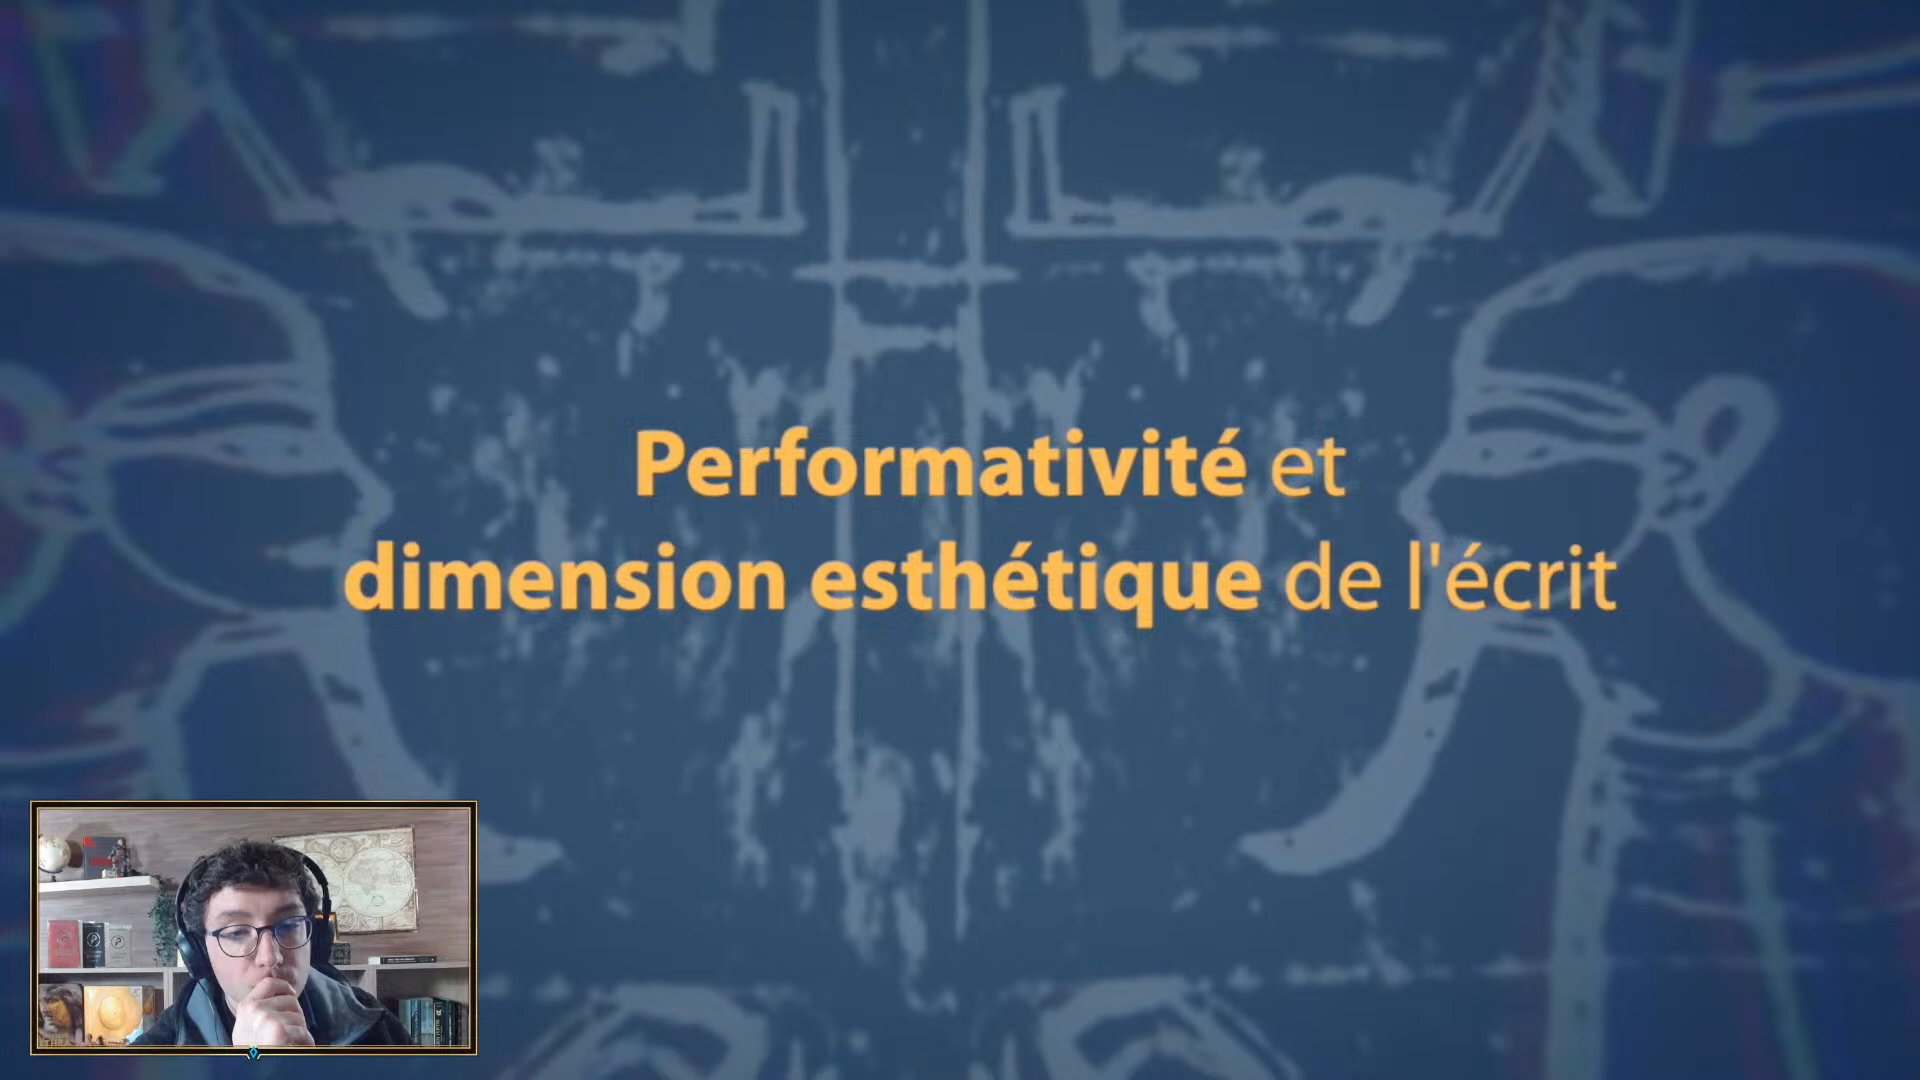 Performativité et
dimension esthétique de l'écrit